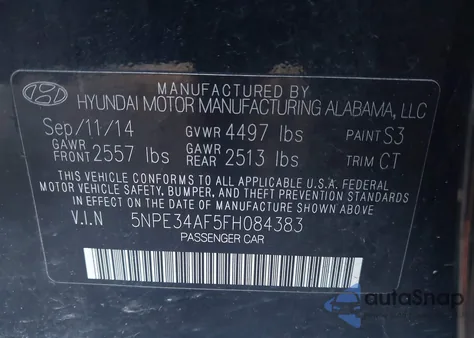 MANUFACTURED BY
HYUNDAI MOTOR MANUFACTURING ALABAMA, LLC
Sep/11/14 GVWR 4497 lbs PAINT S3
GAWR FRONT 2557 lbs GAWR REAR 2513 lbs TRIM CT
THIS VEHICLE CONFORMS TO ALL APPLICABLE U.S.A. FEDERAL
MOTOR VEHICLE SAFETY, BUMPER, AND THEFT PREVENTION STANDARDS
IN EFFECT ON THE DATE OF MANUFACTURE SHOWN ABOVE.
V.I.N 5NPE34AF5FH084383
PASSENGER CAR
autoSnap